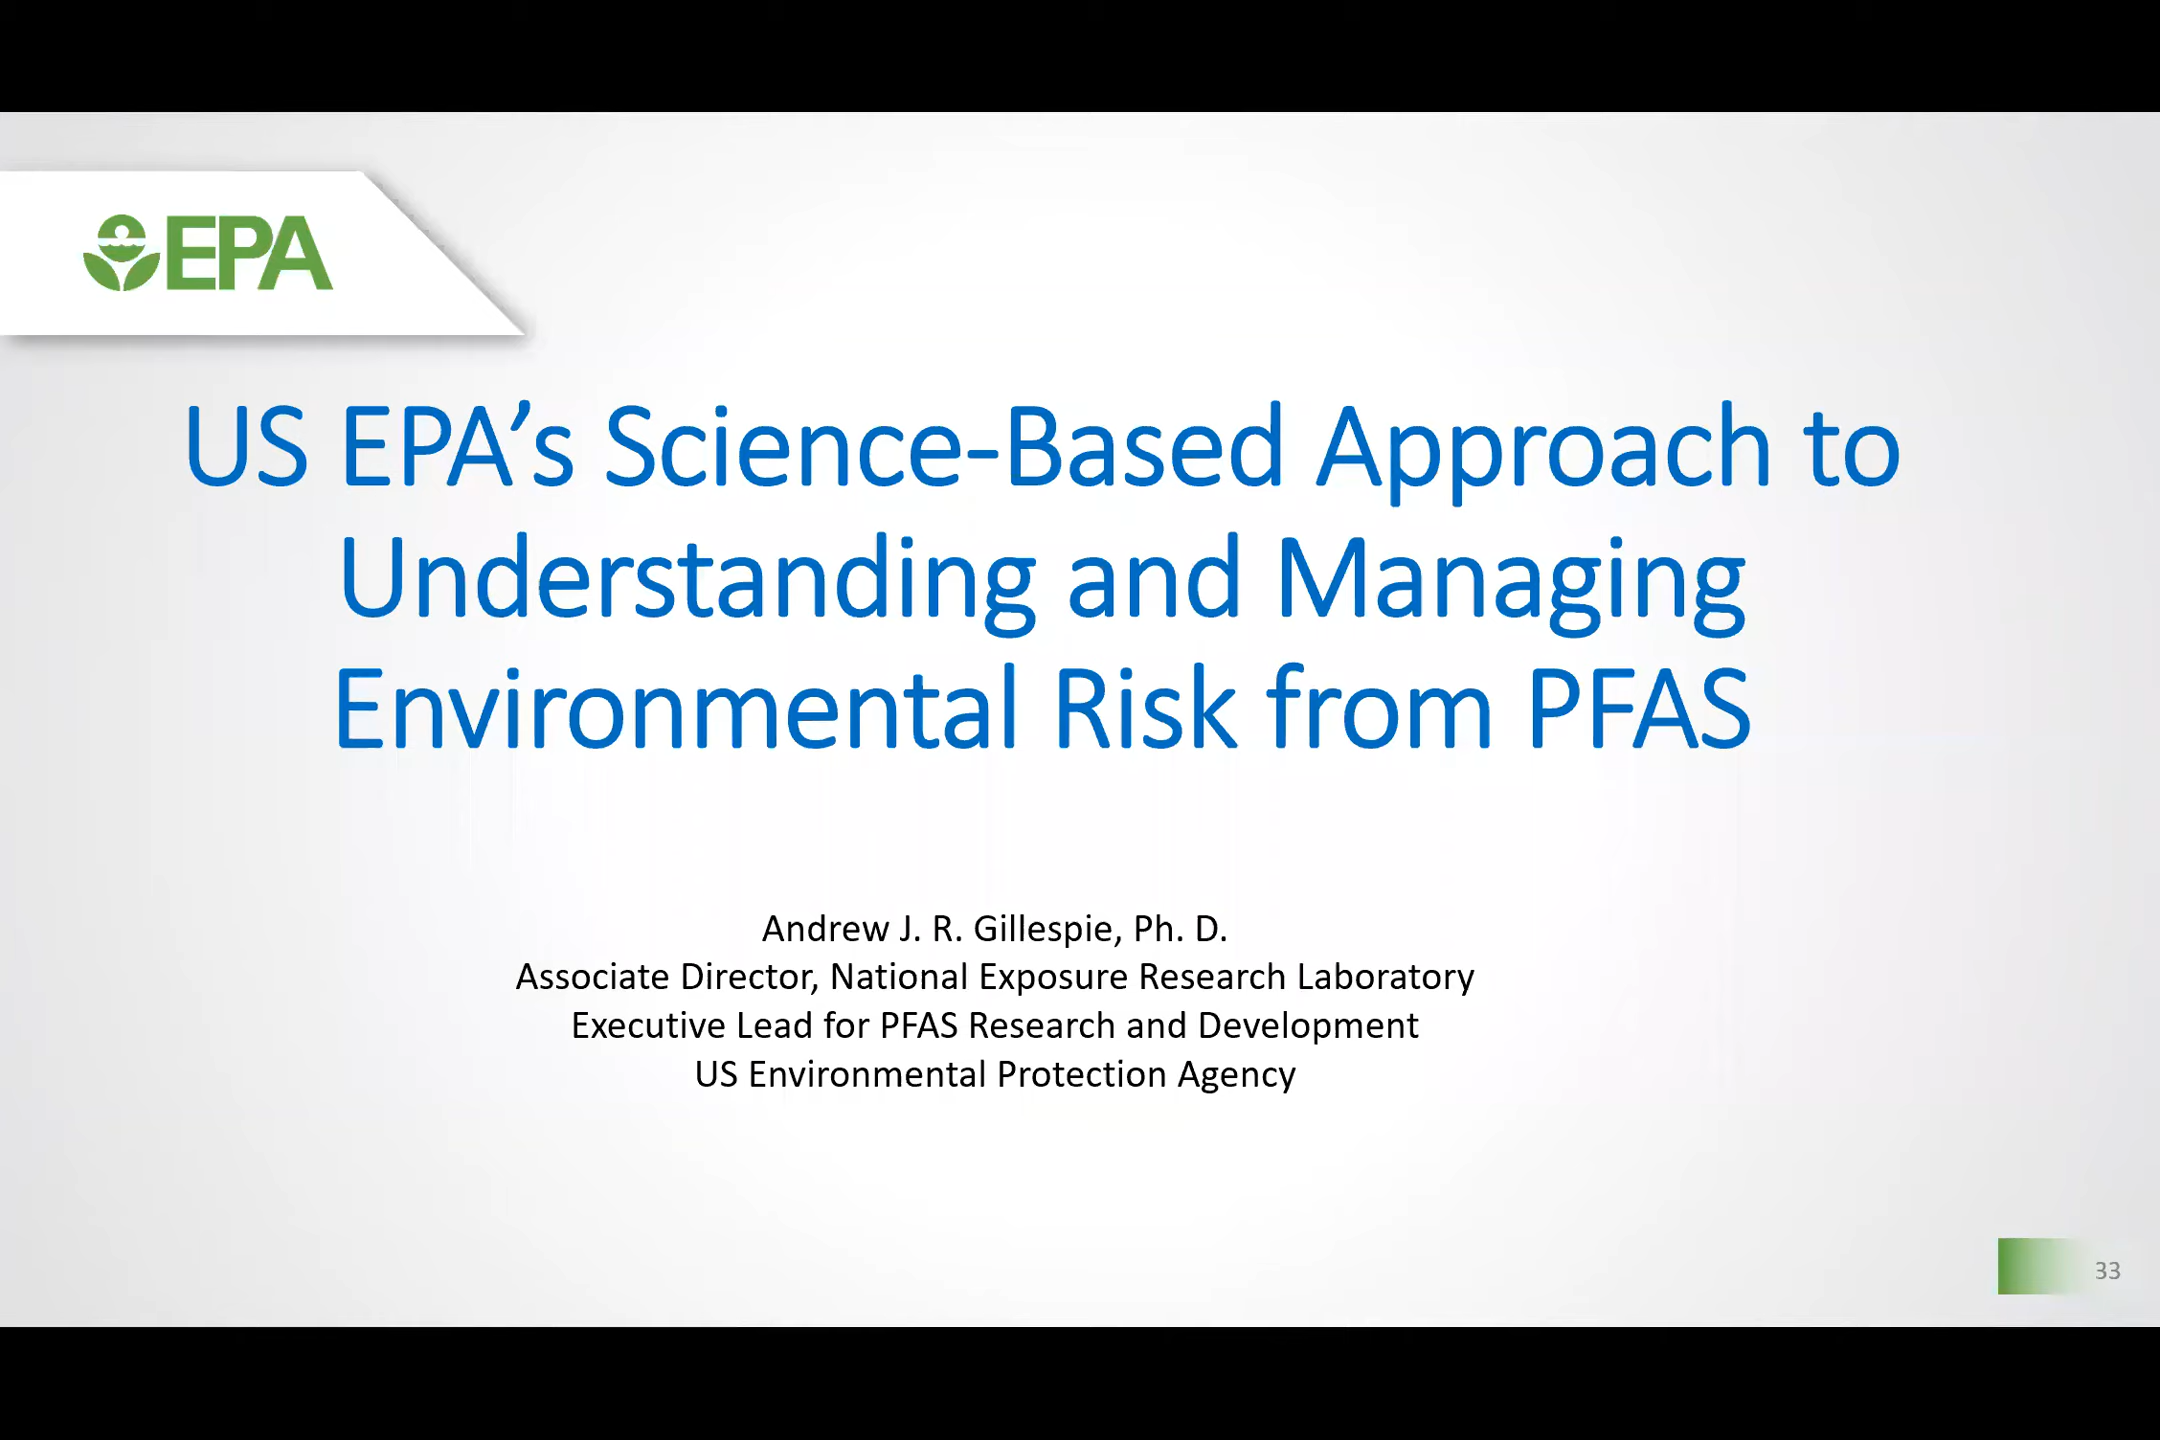 EPA
US EPA’s Science-Based Approach to
Understanding and Managing
Environmental Risk from PFAS
Andrew J. R. Gillespie, Ph. D.
Associate Director, National Exposure Research Laboratory
Executive Lead for PFAS Research and Development
US Environmental Protection Agency
33